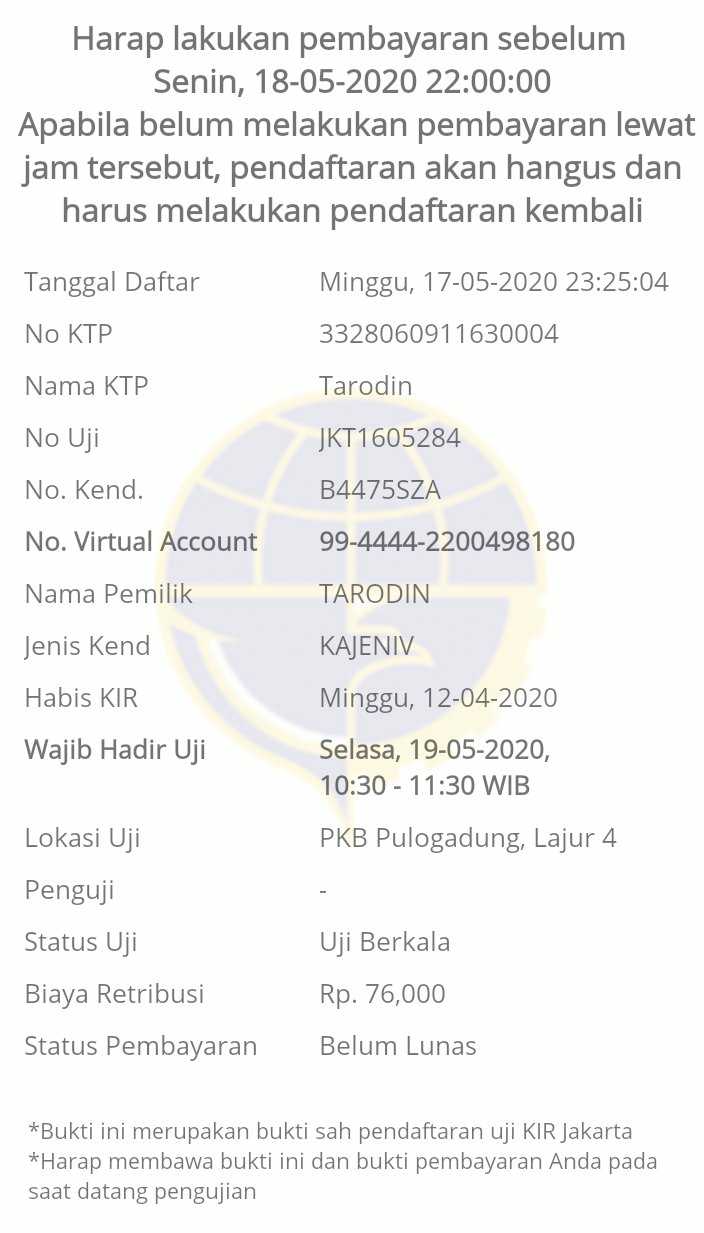 Harap lakukan pembayaran sebelum
Senin, 18-05-2020 22:00:00
Apabila belum melakukan pembayaran lewat
jam tersebut, pendaftaran akan hangus dan
harus melakukan pendaftaran kembali
Tanggal Daftar Minggu, 17-05-2020 23:25:04
No KTP 3328060911630004
Nama KTP Tarodin
No Uji JKT1605284
No. Kend. B4475SZA
No. Virtual Account 99-4444-2200498180
Nama Pemilik TARODIN
Jenis Kend KAJENIV
Habis KIR Minggu, 12-04-2020
Wajib Hadir Uji Selasa, 19-05-2020,
10:30 - 11:30 WIB
Lokasi Uji PKB Pulogadung, Lajur 4
Penguji -
Status Uji Uji Berkala
Biaya Retribusi Rp. 76,000
Status Pembayaran Belum Lunas
*Bukti ini merupakan bukti sah pendaftaran uji KIR Jakarta
*Harap membawa bukti ini dan bukti pembayaran Anda pada
saat datang pengujian